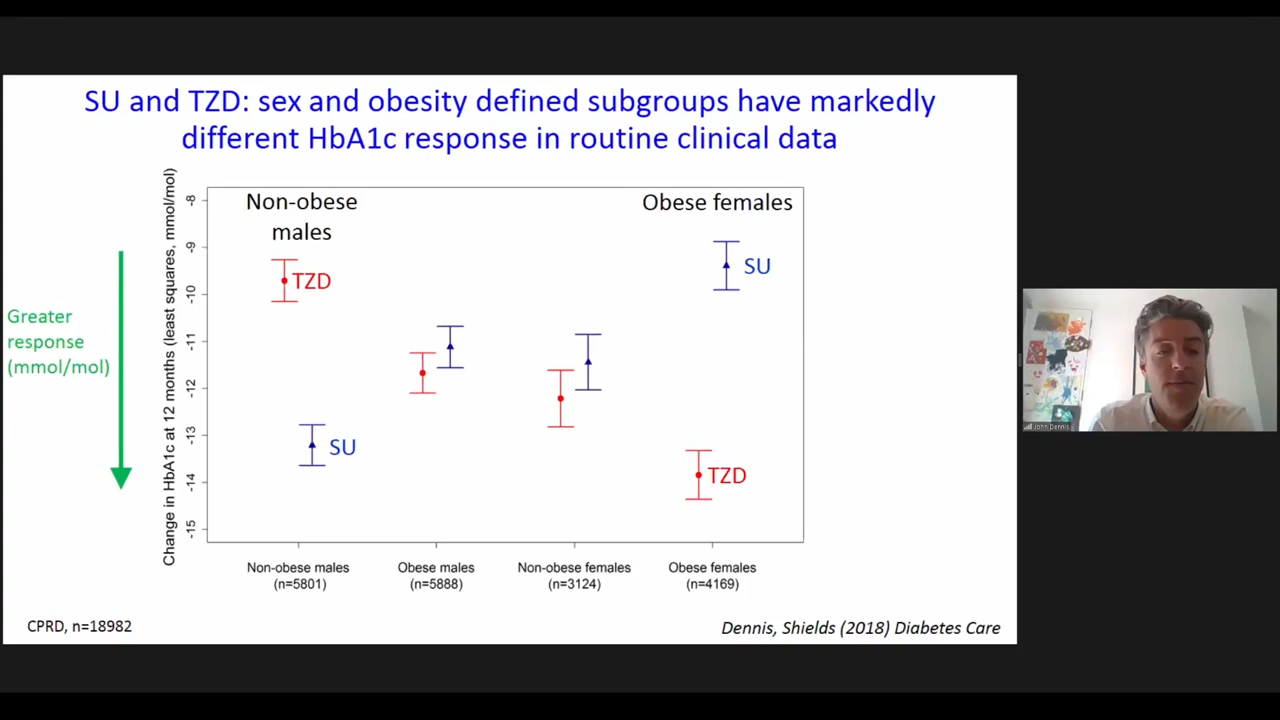 SU and TZD: sex and obesity defined subgroups have markedly
different HbA1c response in routine clinical data
Greater
response
(mmol/mol)
Change in HbA1c at 12 months (least squares, mmol/mol)
-8
-9
-10
-11
-12
-13
-14
-15
Non-obese
males
Obese females
TZD
SU
SU
TZD
Non-obese males
(n=5801)
Obese males
(n=5888)
Non-obese females
(n=3124)
Obese females
(n=4169)
CPRD, n=18982
Dennis, Shields (2018) Diabetes Care
John Dennis